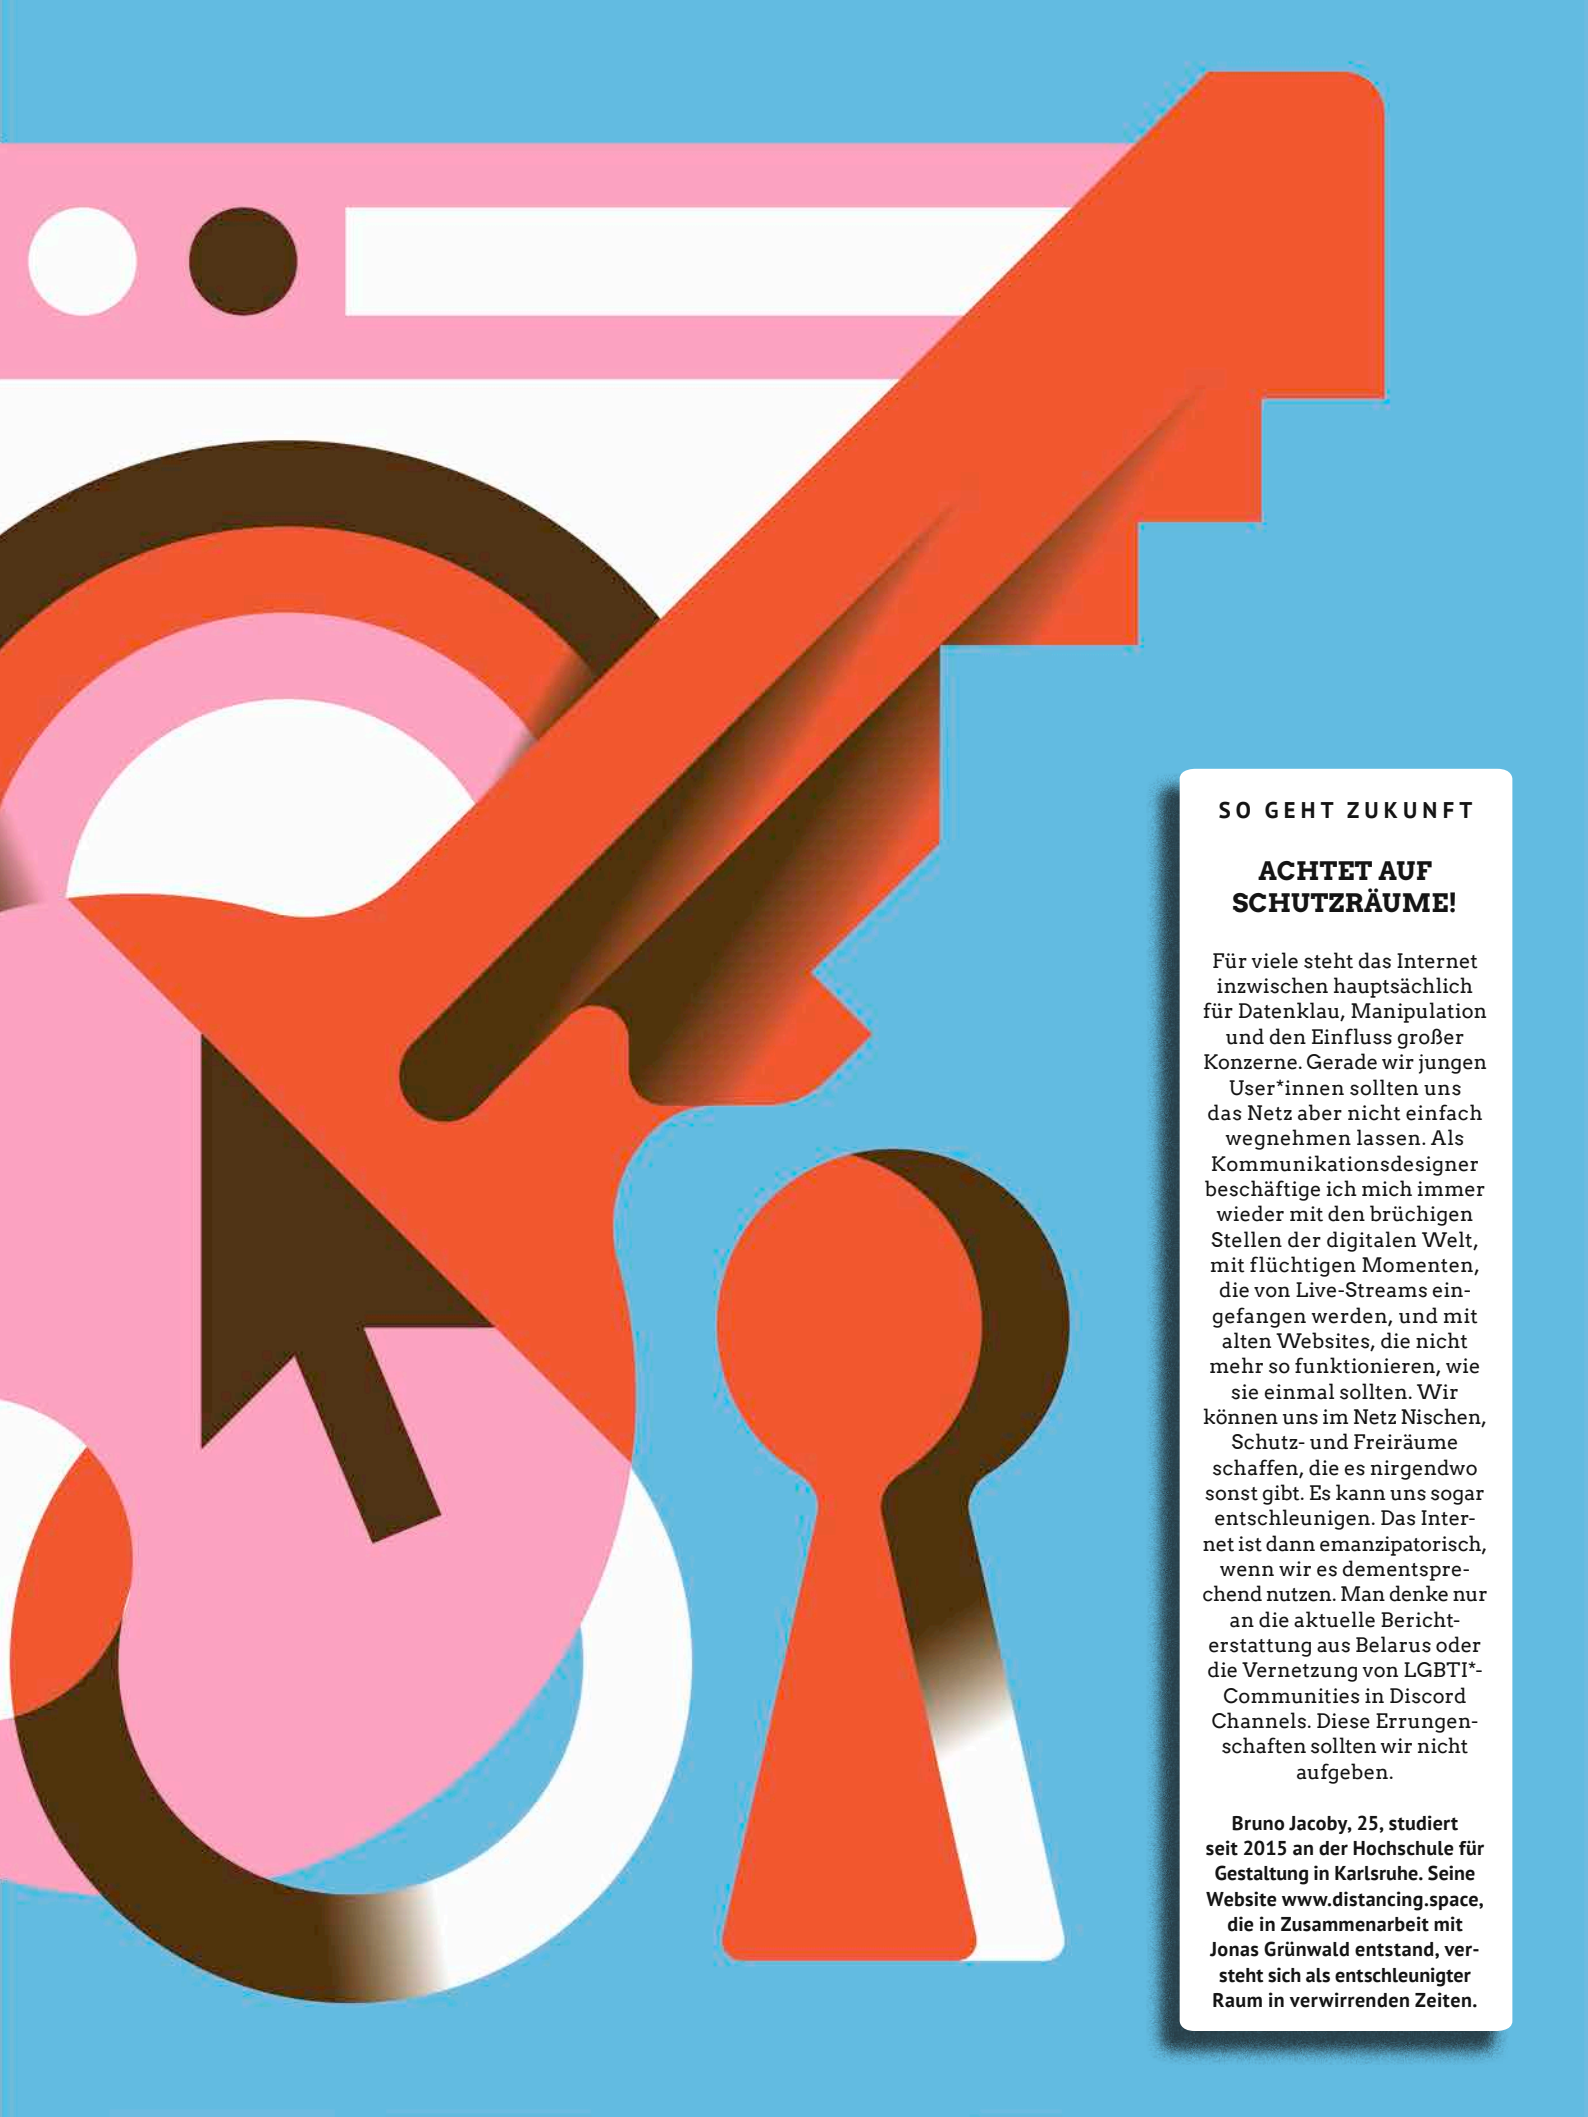 SO GEHT ZUKUNFT
ACHTET AUF
SCHUTZRÄUME!
Für viele steht das Internet
inzwischen hauptsächlich
für Datenklau, Manipulation
und den Einfluss großer
Konzerne. Gerade wir jungen
User*innen sollten uns
das Netz aber nicht einfach
wegnehmen lassen. Als
Kommunikationsdesigner
beschäftige ich mich immer
wieder mit den brüchigen
Stellen der digitalen Welt,
mit flüchtigen Momenten,
die von Live-Streams ein-
gefangen werden, und mit
alten Websites, die nicht
mehr so funktionieren, wie
sie einmal sollten. Wir
können uns im Netz Nischen,
Schutz- und Freiräume
schaffen, die es nirgendwo
sonst gibt. Es kann uns sogar
entschleunigen. Das Inter-
net ist dann emanzipatorisch,
wenn wir es dementspre-
chend nutzen. Man denke nur
an die aktuelle Bericht-
erstattung aus Belarus oder
die Vernetzung von LGBTI*-
Communities in Discord
Channels. Diese Errungen-
schaften sollten wir nicht
aufgeben.
Bruno Jacoby, 25, studiert
seit 2015 an der Hochschule für
Gestaltung in Karlsruhe. Seine
Website www.distancing.space,
die in Zusammenarbeit mit
Jonas Grünwald entstand, ver-
steht sich als entschleunigter
Raum in verwirrenden Zeiten.